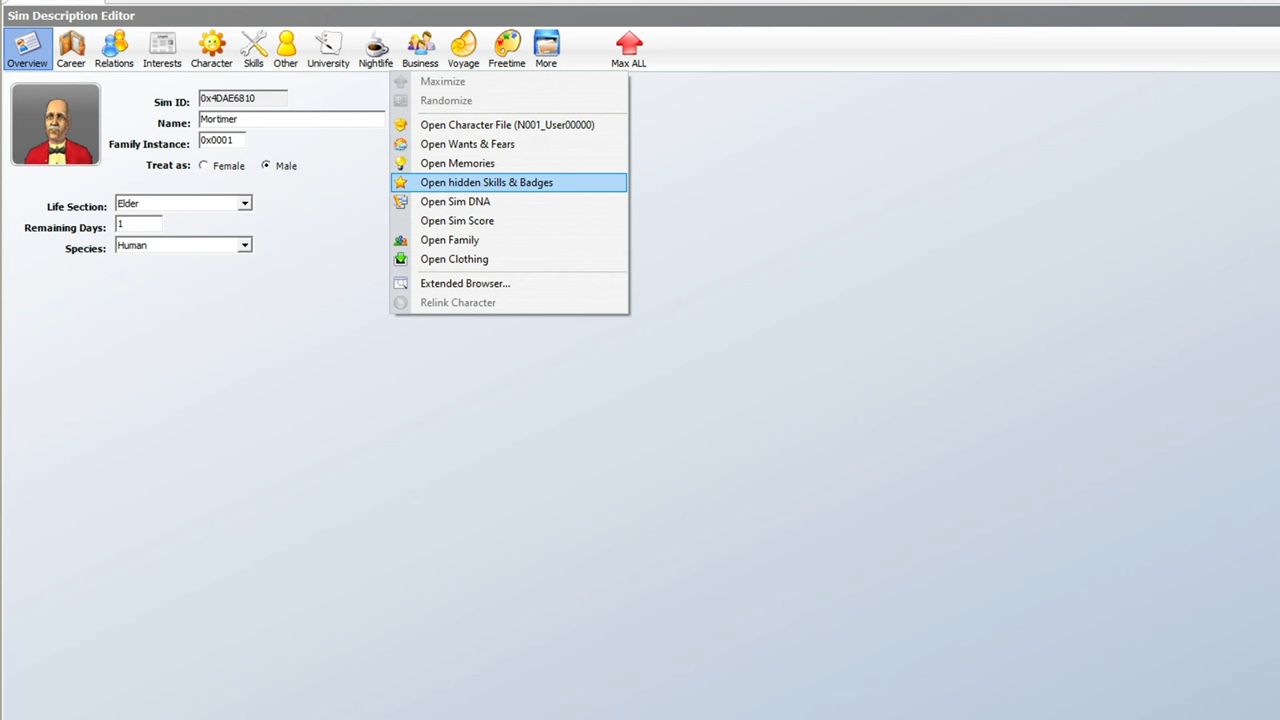 Sim Description Editor
Overview Career Relations Interests Character Skills Other University Nightlife Business Voyage Freetime More Max ALL
Sim ID: 0x4DAE6810
Name: Mortimer
Family Instance: 0x0001
Treat as: Female Male
Life Section: Elder
Remaining Days: 1
Species: Human
Maximize
Randomize
Open Character File (N001_User00000)
Open Wants & Fears
Open Memories
Open hidden Skills & Badges
Open Sim DNA
Open Sim Score
Open Family
Open Clothing
Extended Browser...
Relink Character